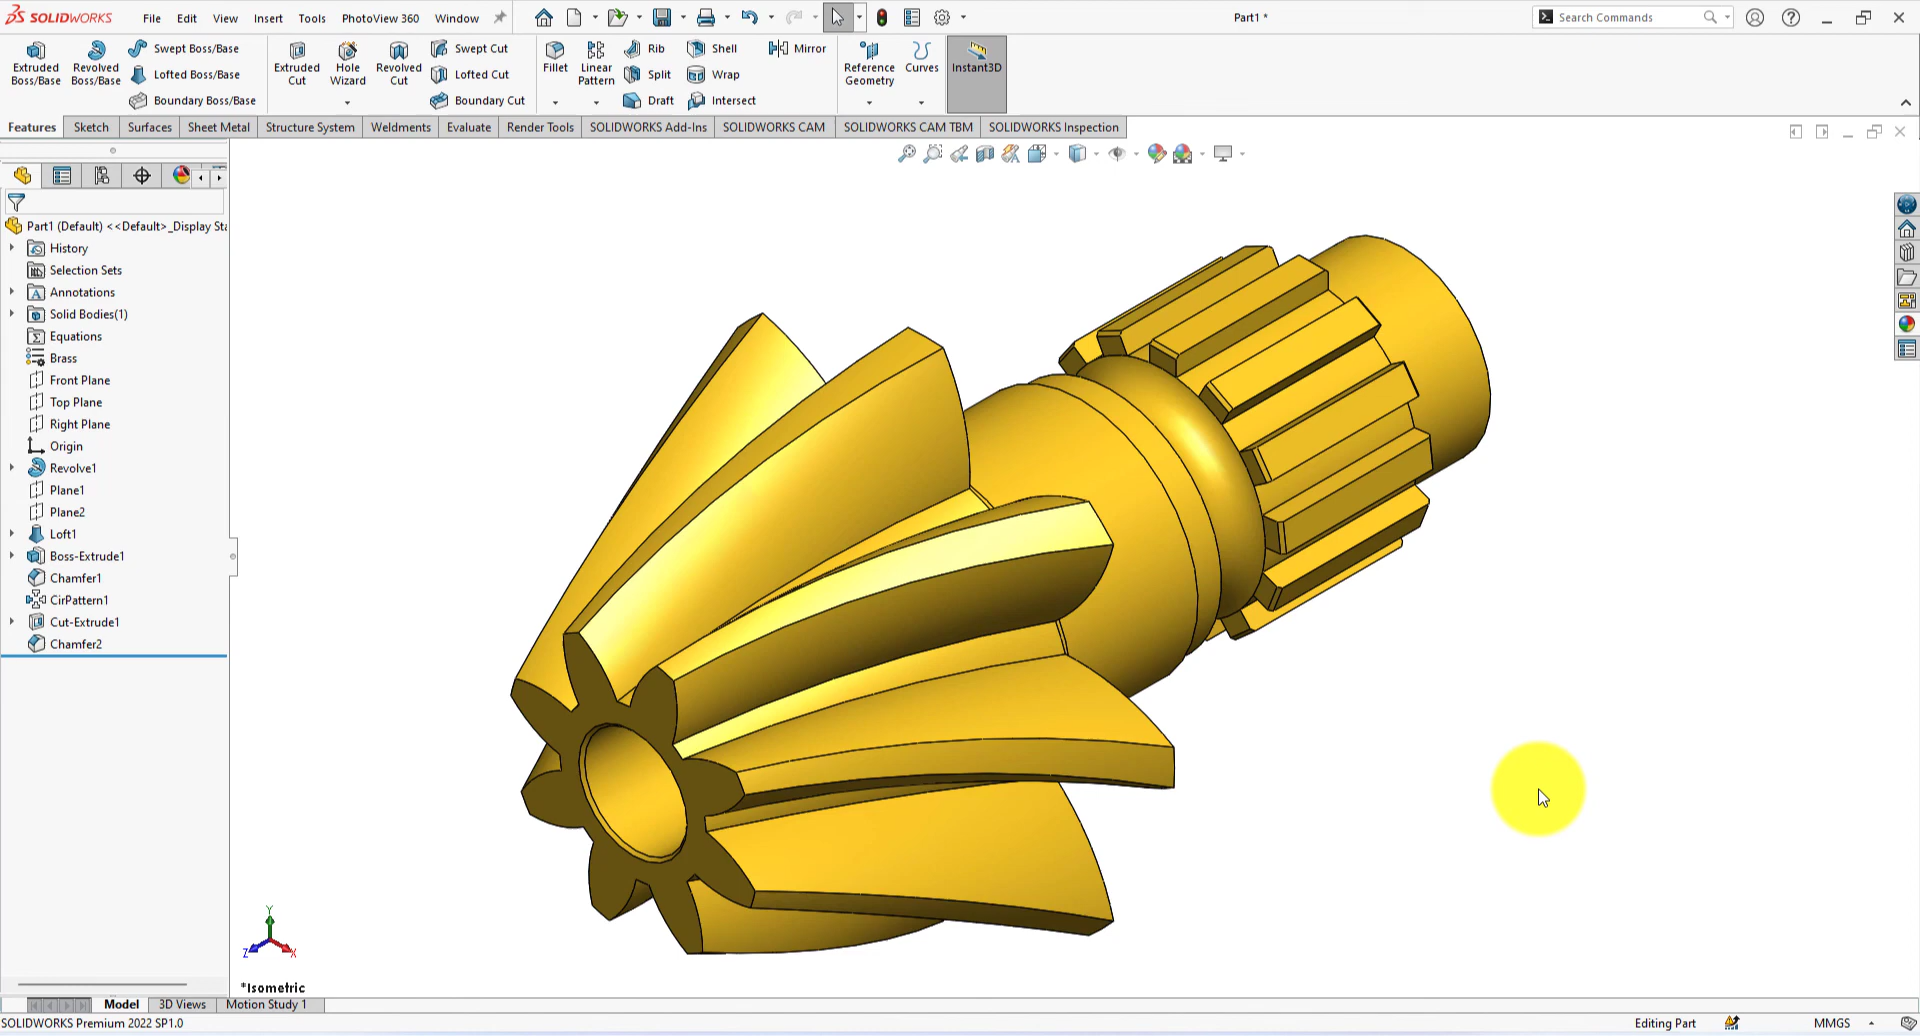 SOLIDWORKS File Edit View Insert Tools PhotoView 360 Window Part1 * Search Commands
Extruded Boss/Base
Revolved Boss/Base
Swept Boss/Base
Lofted Boss/Base
Boundary Boss/Base
Extruded Cut
Hole Wizard
Revolved Cut
Swept Cut
Lofted Cut
Boundary Cut
Fillet
Linear Pattern
Rib
Split
Draft
Shell
Wrap
Intersect
Mirror
Reference Geometry
Curves
Instant3D
Features Sketch Surfaces Sheet Metal Structure System Weldments Evaluate Render Tools SOLIDWORKS Add-Ins SOLIDWORKS CAM SOLIDWORKS CAM TBM SOLIDWORKS Inspection
Part1 (Default) <<Default>_Display Sta
History
Selection Sets
Annotations
Solid Bodies(1)
Equations
Brass
Front Plane
Top Plane
Right Plane
Origin
Revolve1
Plane1
Plane2
Loft1
Boss-Extrude1
Chamfer1
CirPattern1
Cut-Extrude1
Chamfer2
Y
Z X
*Isometric
Model 3D Views Motion Study 1
SOLIDWORKS Premium 2022 SP1.0 Editing Part MMGS